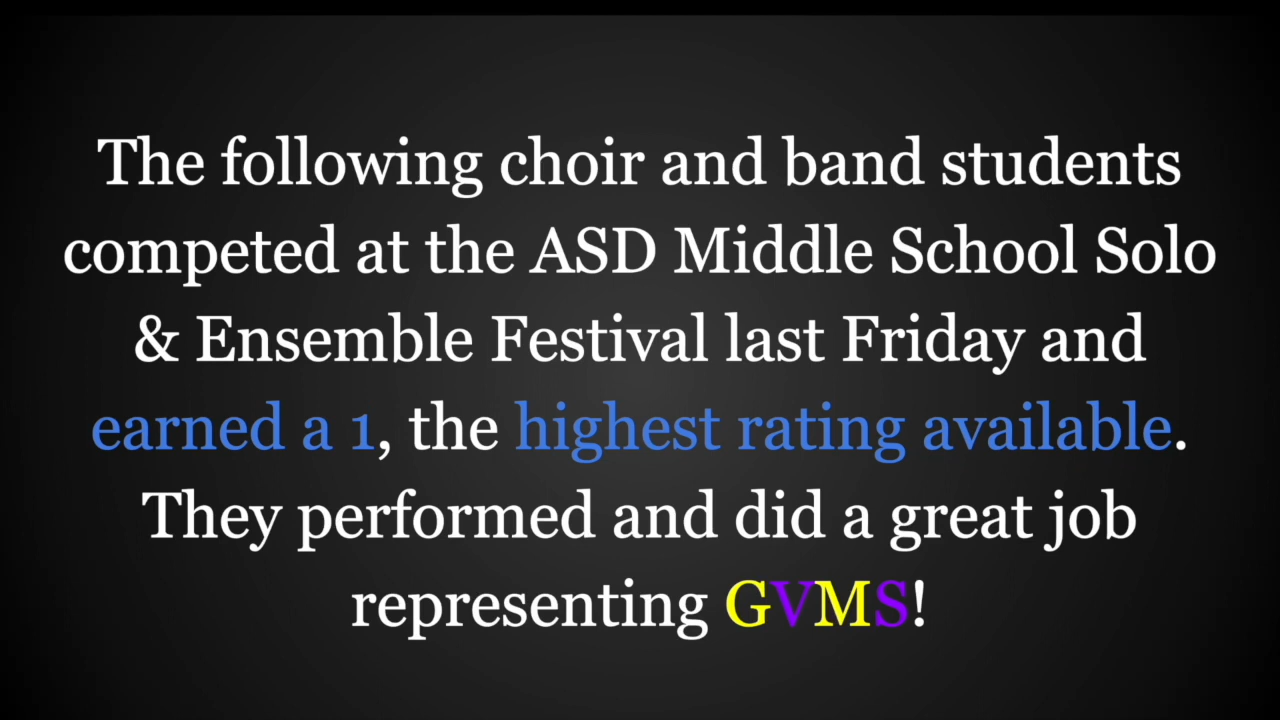 The following choir and band students
competed at the ASD Middle School Solo
& Ensemble Festival last Friday and
earned a 1, the highest rating available.
They performed and did a great job
representing GVMS!